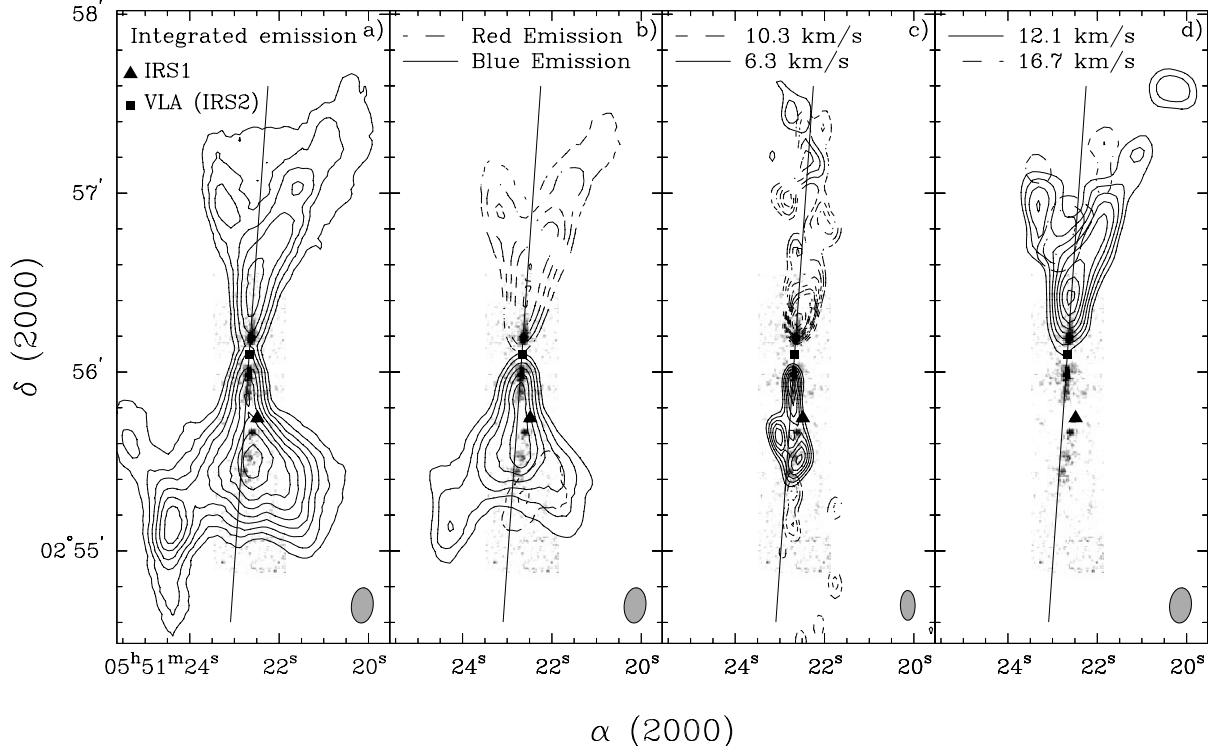 Integrated emission a)
▲ IRS1
■ VLA (IRS2)
Red Emission b)
Blue Emission
10.3 km/s c)
6.3 km/s
12.1 km/s d)
16.7 km/s
58′
57′
56′
02°55′
δ (2000)
05ʰ51ᵐ24ˢ 22ˢ 20ˢ
24ˢ 22ˢ
24ˢ 22ˢ 20ˢ
24ˢ 22ˢ 20ˢ
α (2000)